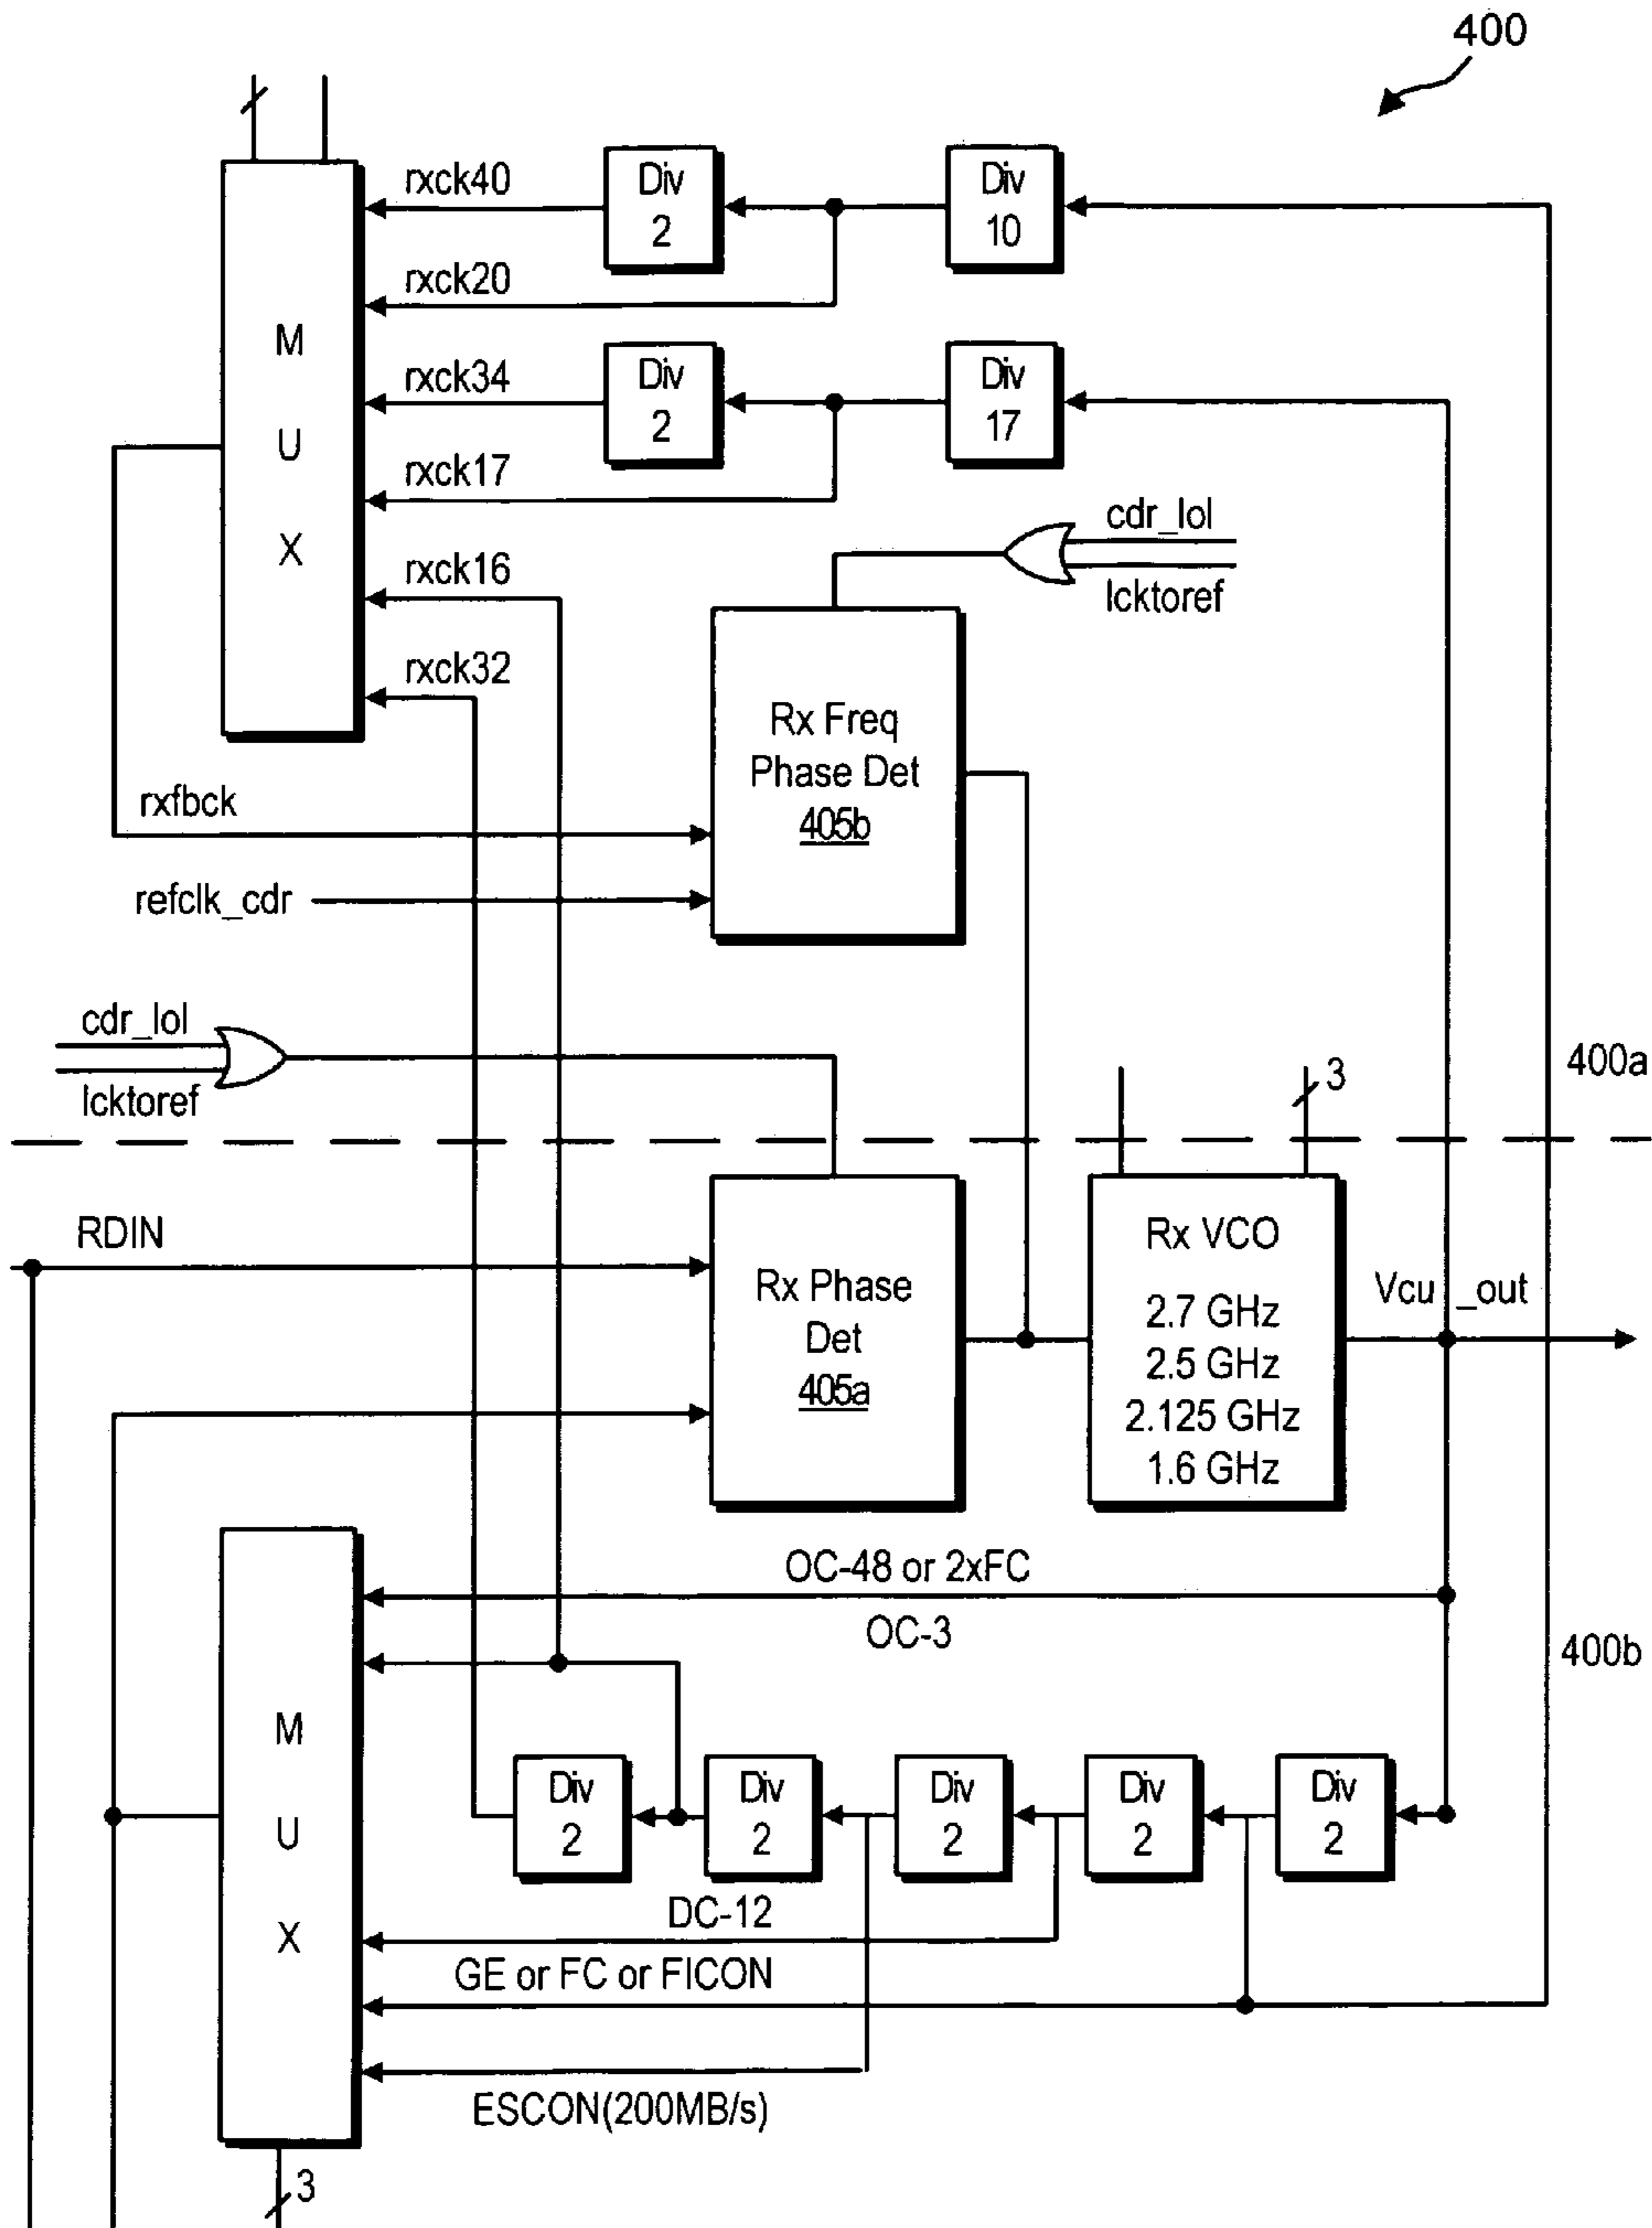 400
rxck40
Div
2
Div
10
rxck20
M
U
X
rxck34
Div
2
Div
17
rxck17
cdr_lol
lcktoref
rxck16
rxck32
Rx Freq
Phase Det
405b
rxfbck
refclk_cdr
cdr_lol
lcktoref
3
400a
RDIN
Rx Phase
Det
405a
Rx VCO
2.7 GHz
2.5 GHz
2.125 GHz
1.6 GHz
Vcu _out
OC-48 or 2xFC
OC-3
400b
M
U
X
Div
2
Div
2
Div
2
Div
2
Div
2
DC-12
GE or FC or FICON
ESCON(200MB/s)
3